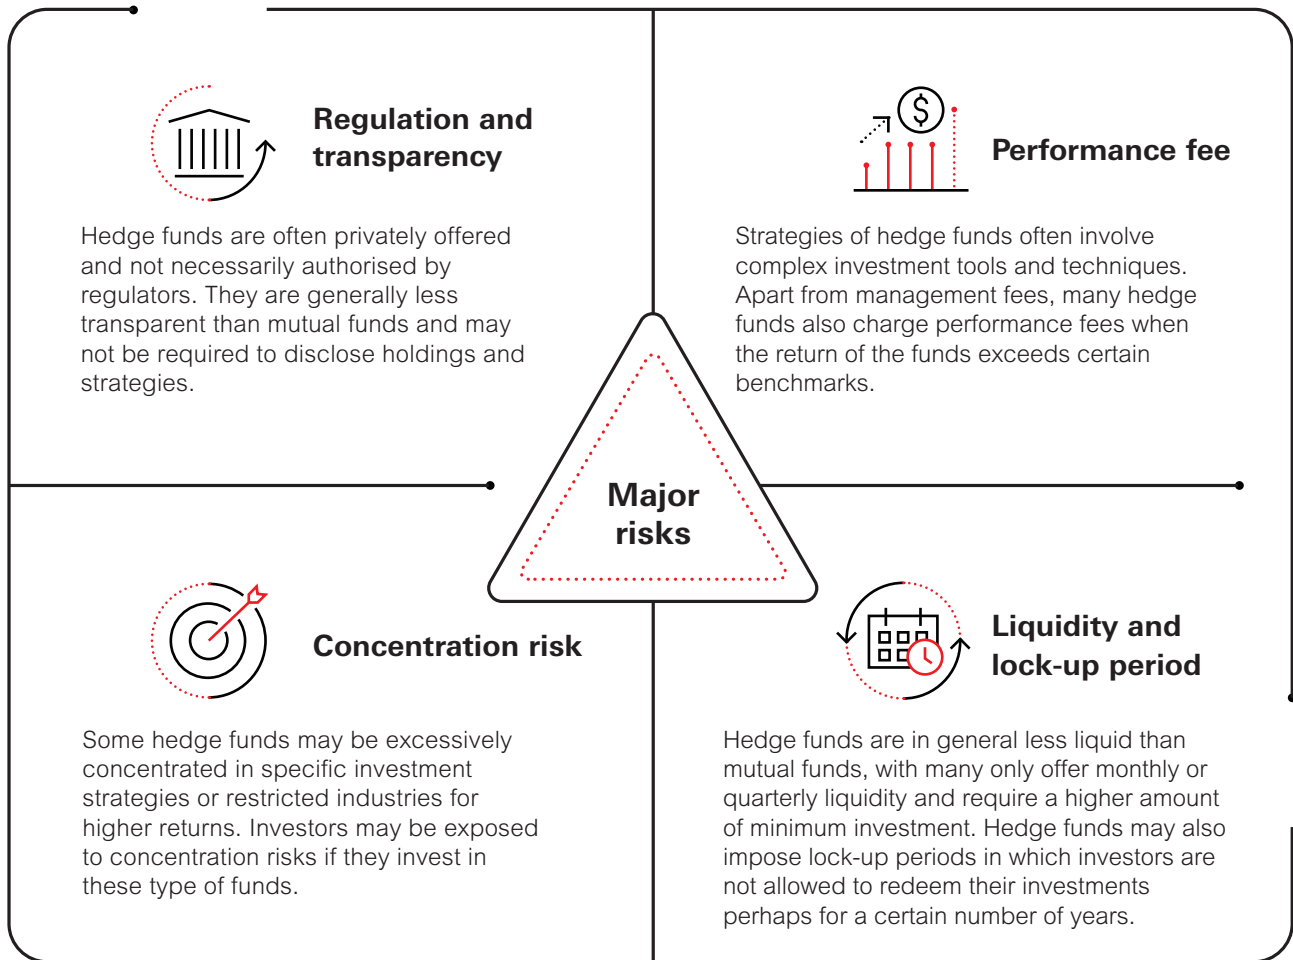 Regulation and
transparency
Hedge funds are often privately offered
and not necessarily authorised by
regulators. They are generally less
transparent than mutual funds and may
not be required to disclose holdings and
strategies.
Performance fee
Strategies of hedge funds often involve
complex investment tools and techniques.
Apart from management fees, many hedge
funds also charge performance fees when
the return of the funds exceeds certain
benchmarks.
Major
risks
Concentration risk
Some hedge funds may be excessively
concentrated in specific investment
strategies or restricted industries for
higher returns. Investors may be exposed
to concentration risks if they invest in
these type of funds.
Liquidity and
lock-up period
Hedge funds are in general less liquid than
mutual funds, with many only offer monthly or
quarterly liquidity and require a higher amount
of minimum investment. Hedge funds may also
impose lock-up periods in which investors are
not allowed to redeem their investments
perhaps for a certain number of years.